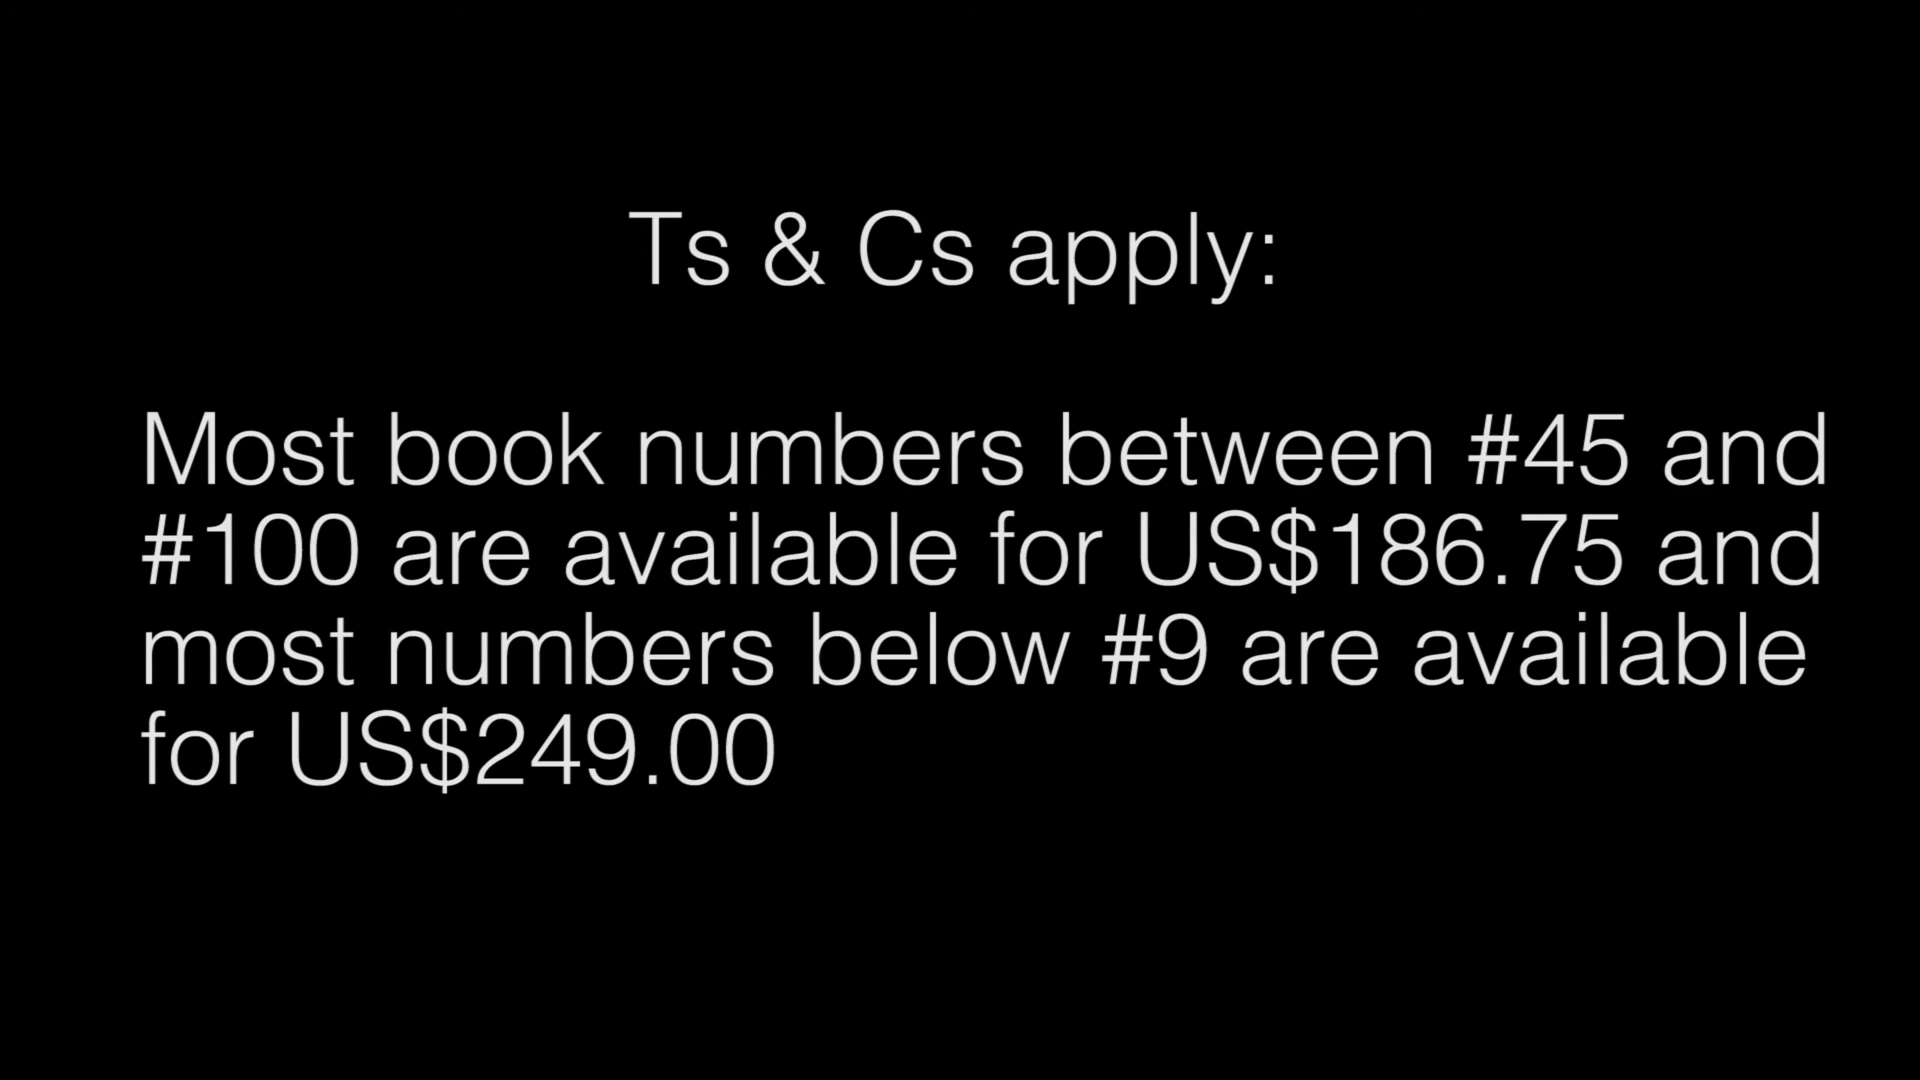 Ts & Cs apply:
Most book numbers between #45 and
#100 are available for US$186.75 and
most numbers below #9 are available
for US$249.00